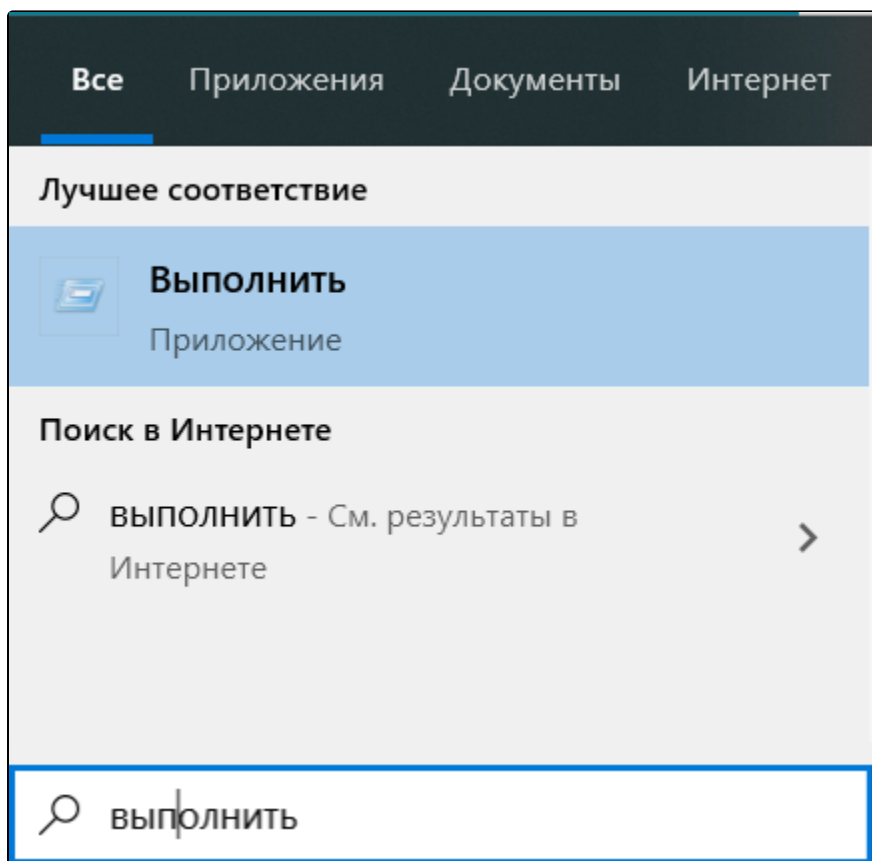 Все Приложения Документы Интернет
Лучшее соответствие
Выполнить
Приложение
Поиск в Интернете
выполнить - См. результаты в
Интернете
выполнить